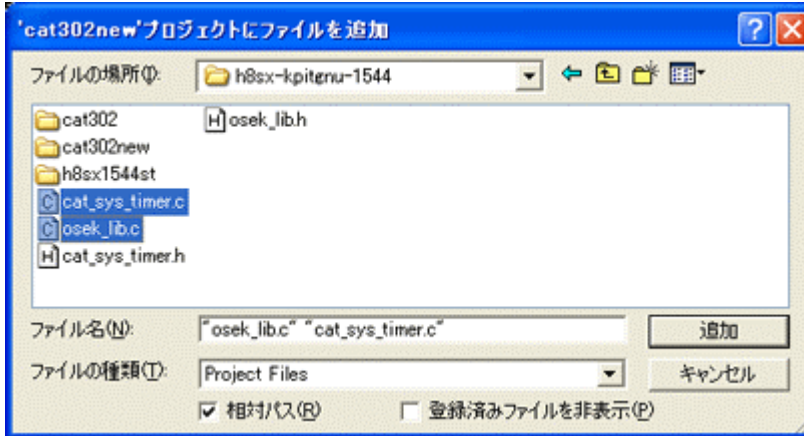 'cat302new'プロジェクトにファイルを追加
ファイルの場所(I):
h8sx-kpitgnu-1544
cat302
osek_lib.h
cat302new
h8sx1544st
cat_sys_timer.c
osek_lib.c
cat_sys_timer.h
ファイル名(N):
"osek_lib.c" "cat_sys_timer.c"
追加
ファイルの種類(T):
Project Files
キャンセル
相対パス(R)
登録済みファイルを非表示(P)